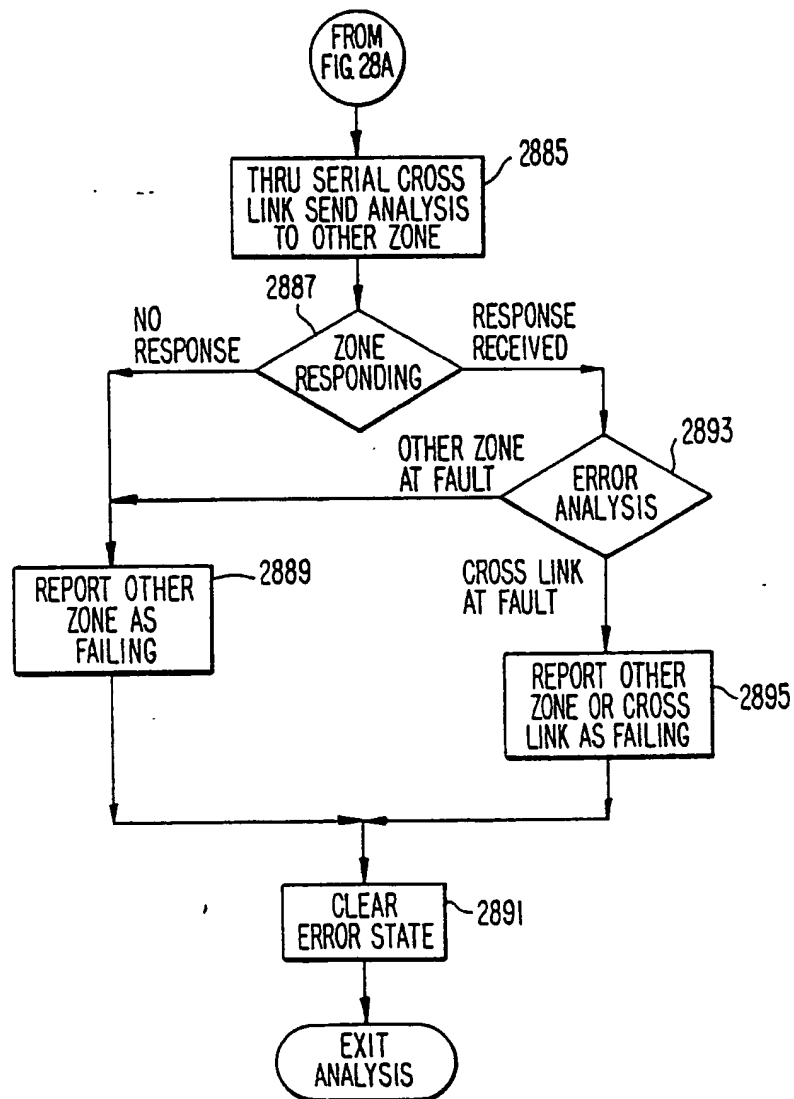 FROM
FIG. 28A
2885
THRU SERIAL CROSS
LINK SEND ANALYSIS
TO OTHER ZONE
2887
NO
RESPONSE
ZONE
RESPONDING
RESPONSE
RECEIVED
2893
OTHER ZONE
AT FAULT
ERROR
ANALYSIS
2889
REPORT OTHER
ZONE AS
FAILING
CROSS LINK
AT FAULT
2895
REPORT OTHER
ZONE OR CROSS
LINK AS FAILING
CLEAR
ERROR STATE
2891
EXIT
ANALYSIS